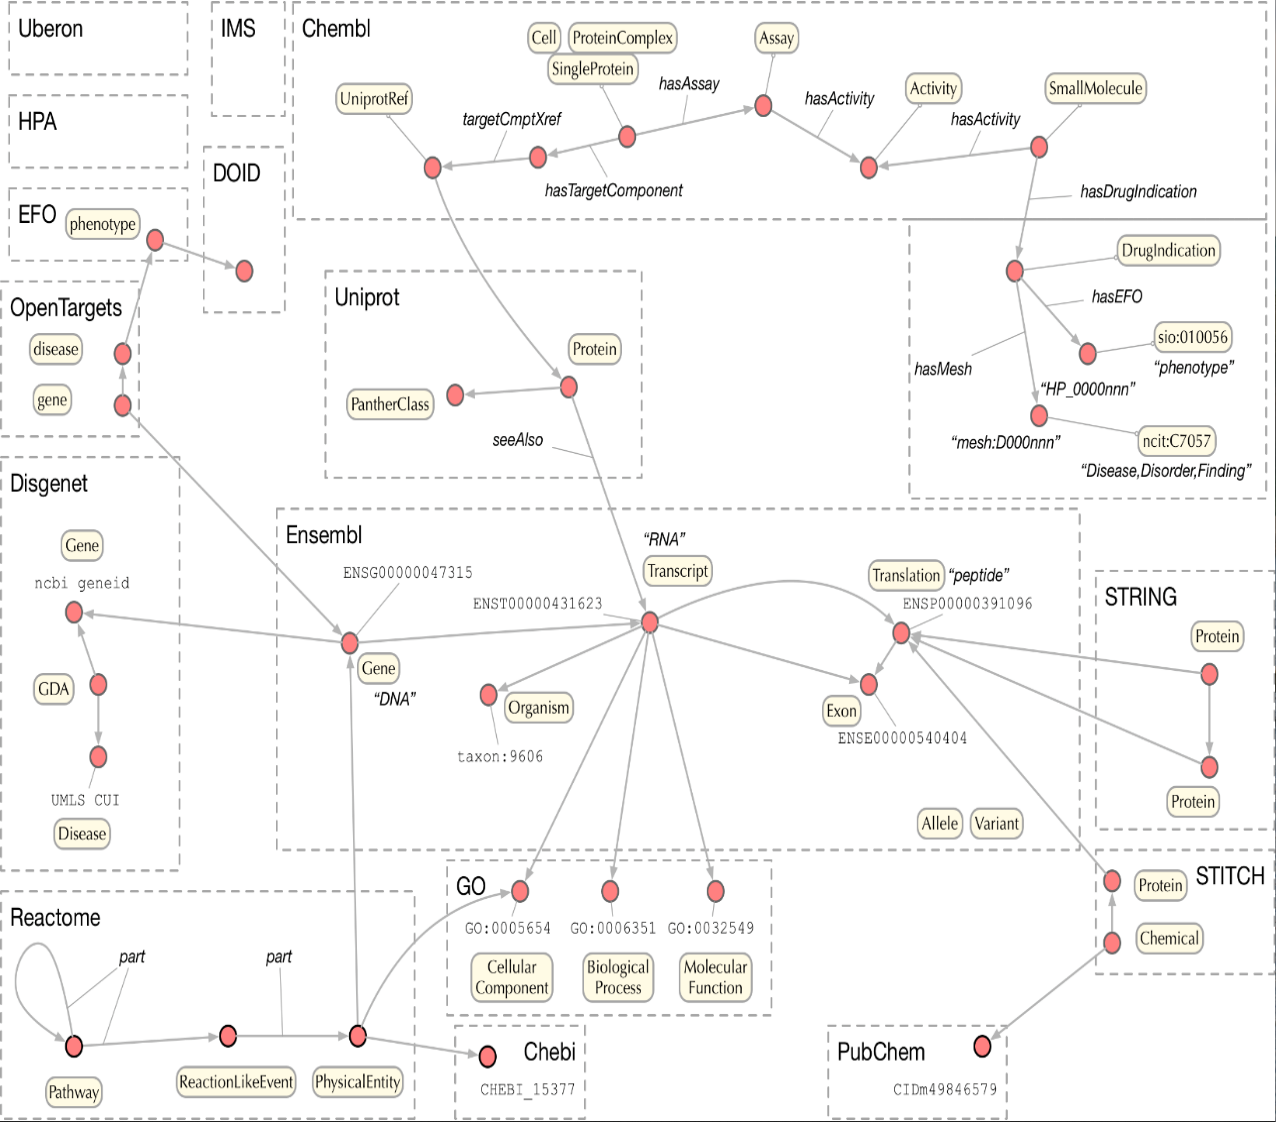 Uberon
IMS
Chembl
Cell
ProteinComplex
Assay
SingleProtein
hasAssay
UniprotRef
hasActivity
Activity
SmallMolecule
targetCmptXref
hasActivity
HPA
hasTargetComponent
hasDrugIndication
DOID
EFO
phenotype
DrugIndication
hasEFO
OpenTargets
Uniprot
disease
Protein
sio:010056
“phenotype”
hasMesh
“HP_0000nnn”
gene
PantherClass
seeAlso
“mesh:D000nnn”
ncit:C7057
“Disease,Disorder,Finding”
Disgenet
Ensembl
Gene
“RNA”
ncbi geneid
ENSG00000047315
Transcript
Translation
“peptide”
ENST00000431623
ENSP00000391096
STRING
Protein
Gene
“DNA”
GDA
Organism
Exon
taxon:9606
ENSE00000540404
UMLS CUI
Disease
Protein
Allele
Variant
GO
Protein
STITCH
Reactome
GO:0005654
GO:0006351
GO:0032549
Chemical
part
part
Cellular
Component
Biological
Process
Molecular
Function
Chebi
PubChem
Pathway
ReactionLikeEvent
PhysicalEntity
CHEBI_15377
CIDm49846579